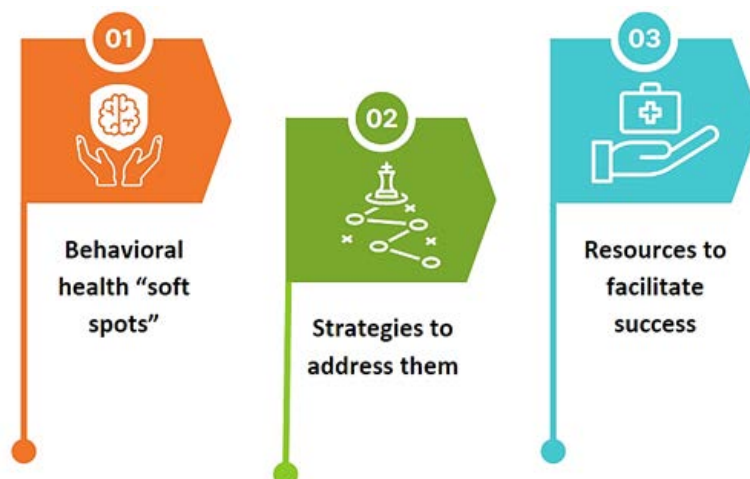 01
Behavioral
health “soft
spots”
02
Strategies to
address them
03
Resources to
facilitate
success